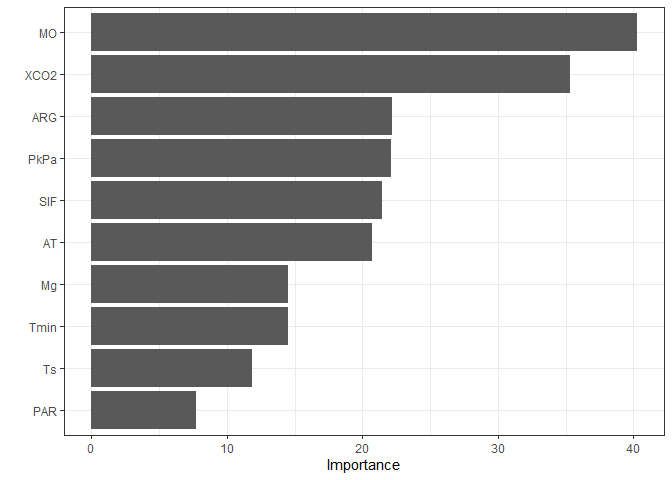 MO
XCO2
ARG
PkPa
SIF
AT
Mg
Tmin
Ts
PAR
0 10 20 30 40
Importance